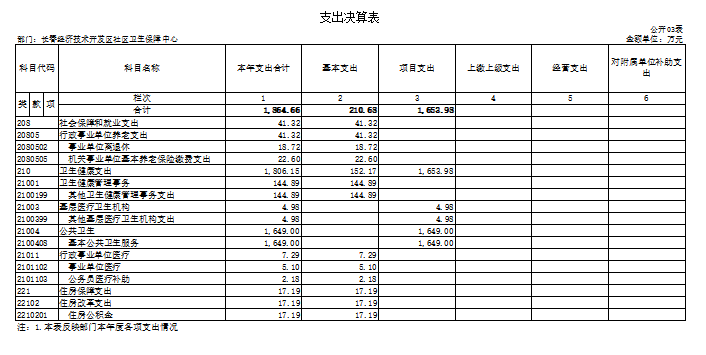 支出决算表
公开03表
部门：长春经济技术开发区社区卫生保障中心 金额单位：万元
科目代码 科目名称 本年支出合计 基本支出 项目支出 上缴上级支出 经营支出 对附属单位补助支出
类 款 项 栏次 1 2 3 4 5 6
合计 1,864.66 210.68 1,653.98
208 社会保障和就业支出 41.32 41.32
20805 行政事业单位养老支出 41.32 41.32
2080502 事业单位离退休 18.72 18.72
2080505 机关事业单位基本养老保险缴费支出 22.60 22.60
210 卫生健康支出 1,806.15 152.17 1,653.98
21001 卫生健康管理事务 144.89 144.89
2100199 其他卫生健康管理事务支出 144.89 144.89
21003 基层医疗卫生机构 4.98 4.98
2100399 其他基层医疗卫生机构支出 4.98 4.98
21004 公共卫生 1,649.00 1,649.00
2100408 基本公共卫生服务 1,649.00 1,649.00
21011 行政事业单位医疗 7.29 7.29
2101102 事业单位医疗 5.10 5.10
2101103 公务员医疗补助 2.18 2.18
221 住房保障支出 17.19 17.19
22102 住房改革支出 17.19 17.19
2210201 住房公积金 17.19 17.19
注：1.本表反映部门本年度各项支出情况